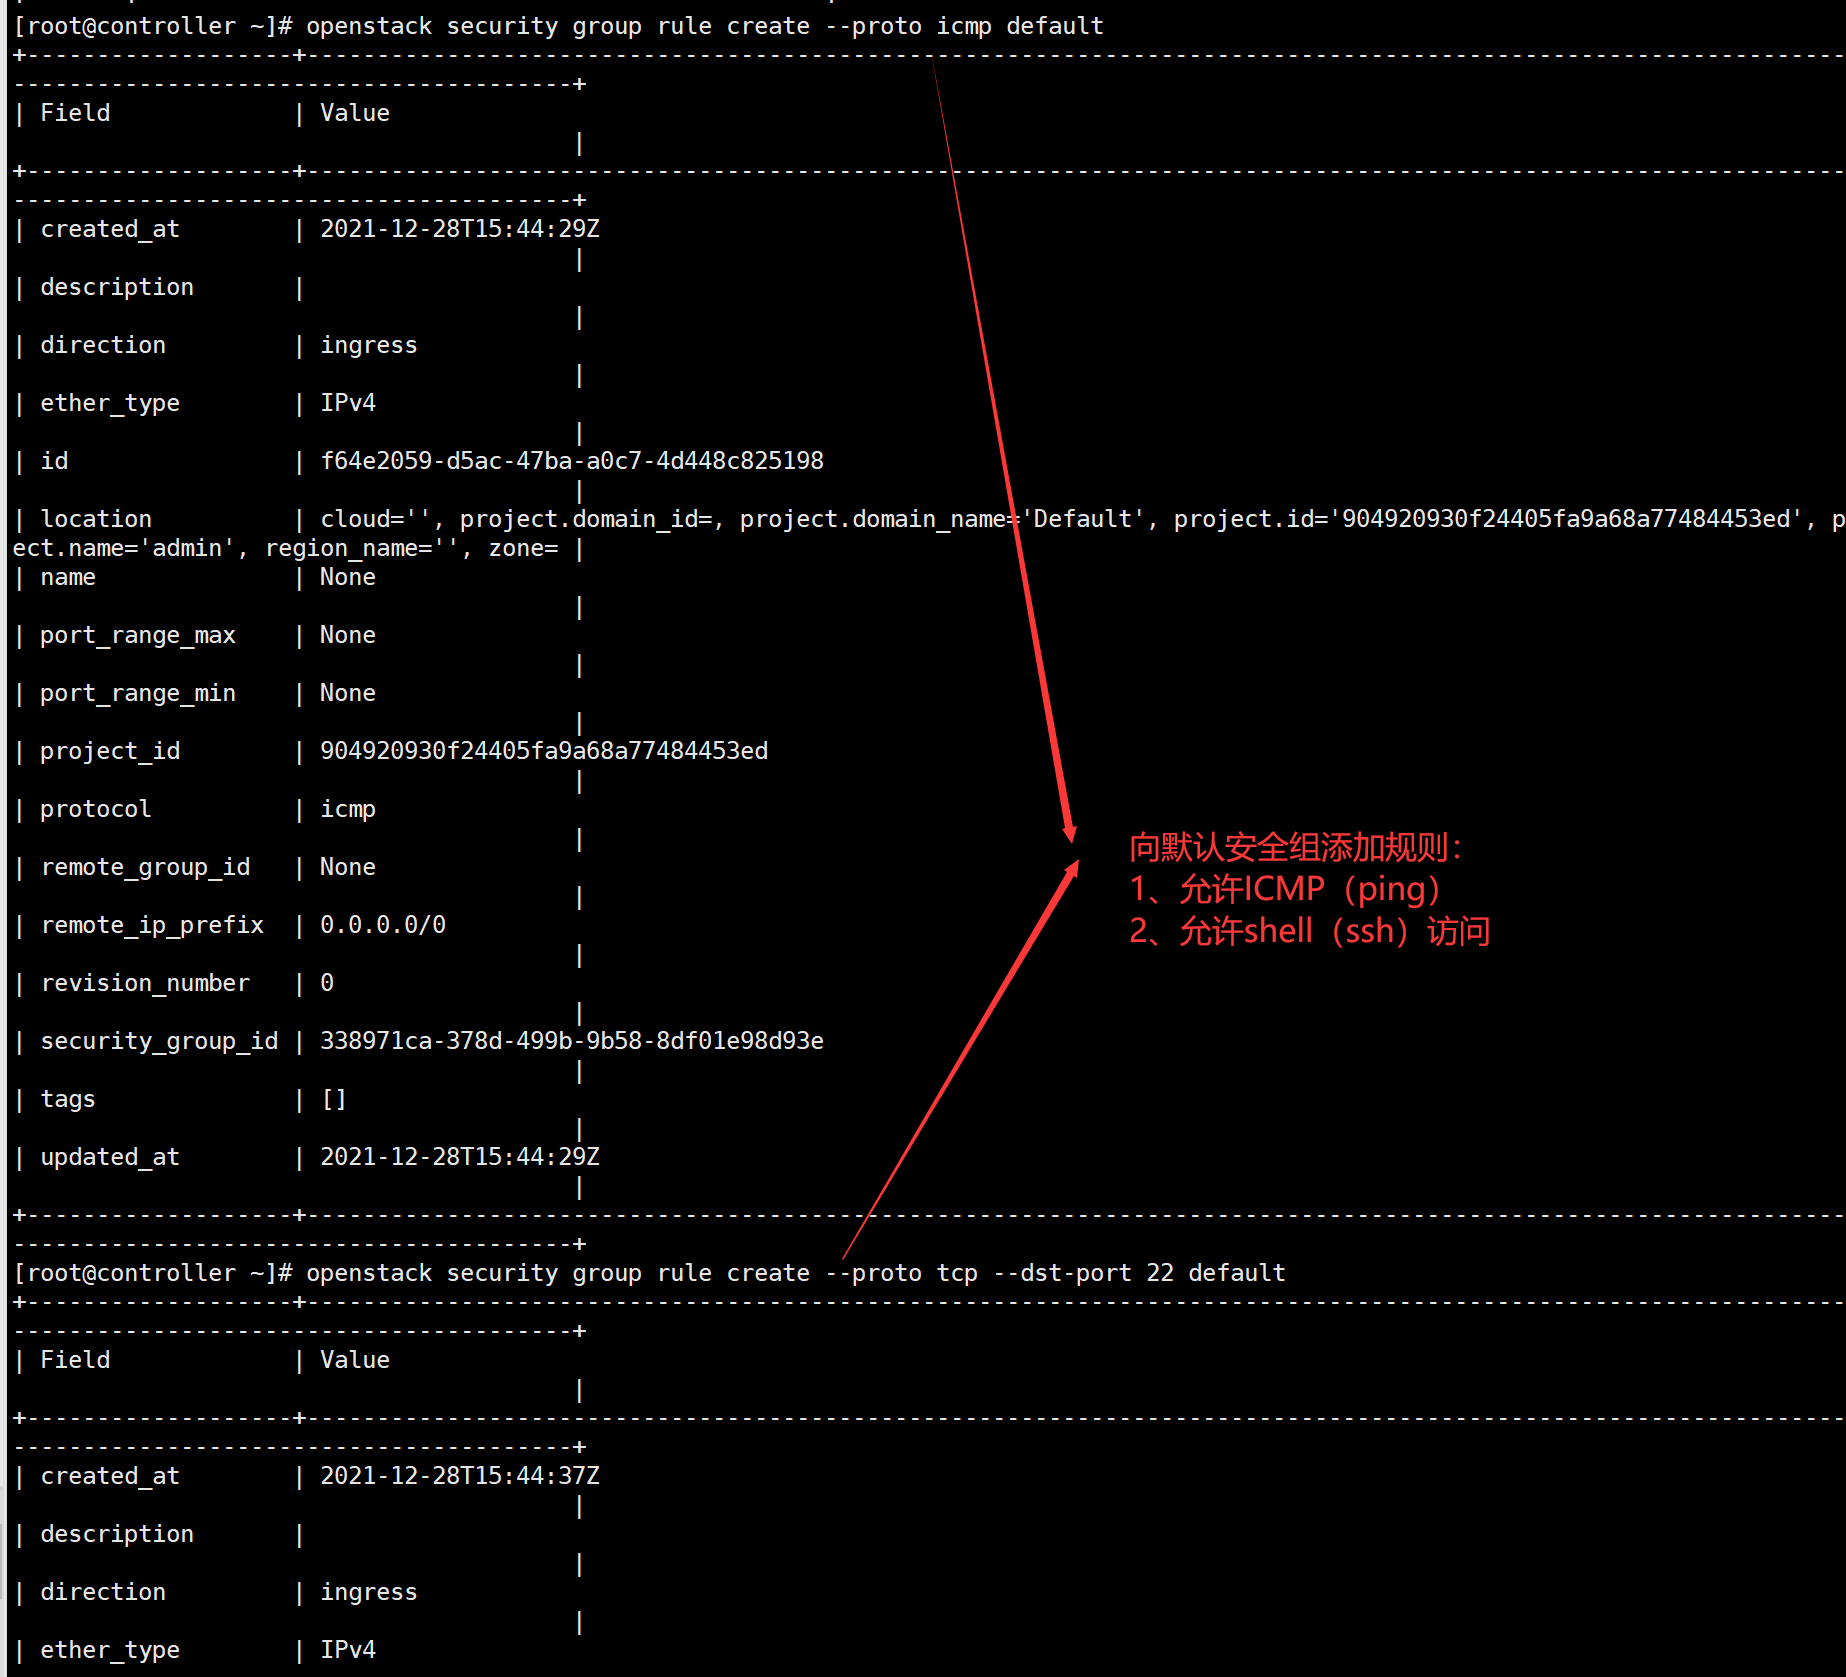 [root@controller ~]# openstack security group rule create --proto icmp default
+-------------------+--------------------------------------------------------------------------------------------------------------
----------------------------------------+
| Field             | Value
                                        |
+-------------------+--------------------------------------------------------------------------------------------------------------
----------------------------------------+
| created_at        | 2021-12-28T15:44:29Z
                                        |
| description       |
                                        |
| direction         | ingress
                                        |
| ether_type        | IPv4
                                        |
| id                | f64e2059-d5ac-47ba-a0c7-4d448c825198
                                        |
| location          | cloud='', project.domain_id=, project.domain_name='Default', project.id='904920930f24405fa9a68a77484453ed', p
ect.name='admin', region_name='', zone= |
| name              | None
                                        |
| port_range_max    | None
                                        |
| port_range_min    | None
                                        |
| project_id        | 904920930f24405fa9a68a77484453ed
                                        |
| protocol          | icmp
                                        |
| remote_group_id   | None
                                        |
| remote_ip_prefix  | 0.0.0.0/0
                                        |
| revision_number   | 0
                                        |
| security_group_id | 338971ca-378d-499b-9b58-8df01e98d93e
                                        |
| tags              | []
                                        |
| updated_at        | 2021-12-28T15:44:29Z
                                        |
+-------------------+--------------------------------------------------------------------------------------------------------------
----------------------------------------+
向默认安全组添加规则：
1、允许ICMP（ping）
2、允许shell（ssh）访问
[root@controller ~]# openstack security group rule create --proto tcp --dst-port 22 default
+-------------------+--------------------------------------------------------------------------------------------------------------
----------------------------------------+
| Field             | Value
                                        |
+-------------------+--------------------------------------------------------------------------------------------------------------
----------------------------------------+
| created_at        | 2021-12-28T15:44:37Z
                                        |
| description       |
                                        |
| direction         | ingress
                                        |
| ether_type        | IPv4